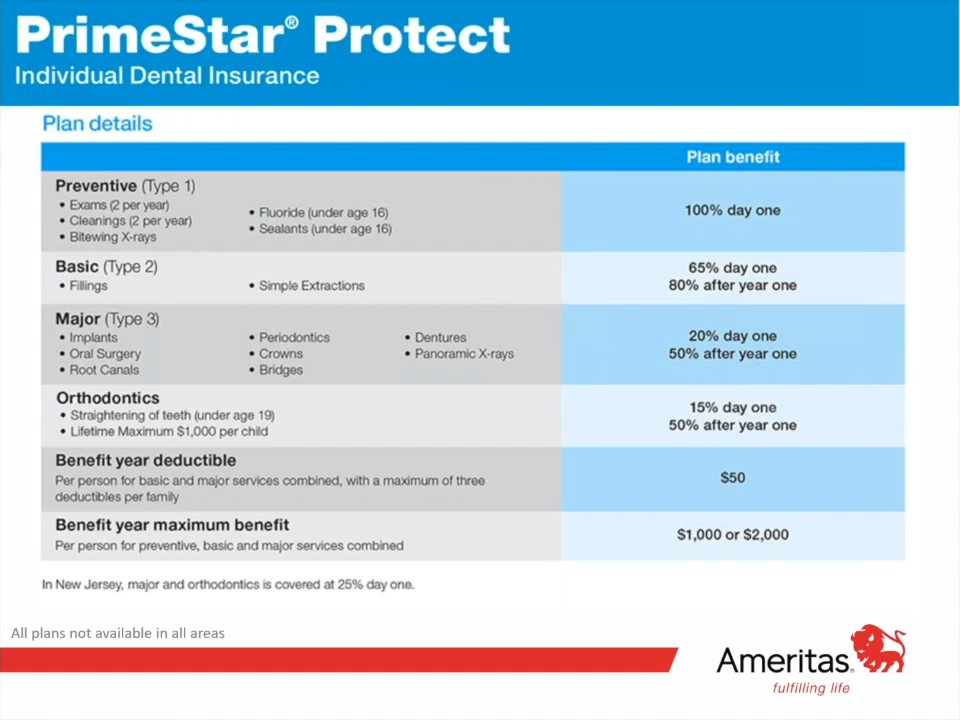 PrimeStar® Protect
Individual Dental Insurance
Plan details
Plan benefit
Preventive (Type 1)
• Exams (2 per year)
• Cleanings (2 per year)
• Bitewing X-rays
• Fluoride (under age 16)
• Sealants (under age 16)
100% day one
Basic (Type 2)
• Fillings
• Simple Extractions
65% day one
80% after year one
Major (Type 3)
• Implants
• Oral Surgery
• Root Canals
• Periodontics
• Crowns
• Bridges
• Dentures
• Panoramic X-rays
20% day one
50% after year one
Orthodontics
• Straightening of teeth (under age 19)
• Lifetime Maximum $1,000 per child
15% day one
50% after year one
Benefit year deductible
Per person for basic and major services combined, with a maximum of three
deductibles per family
$50
Benefit year maximum benefit
Per person for preventive, basic and major services combined
$1,000 or $2,000
In New Jersey, major and orthodontics is covered at 25% day one.
All plans not available in all areas
Ameritas®
fulfilling life